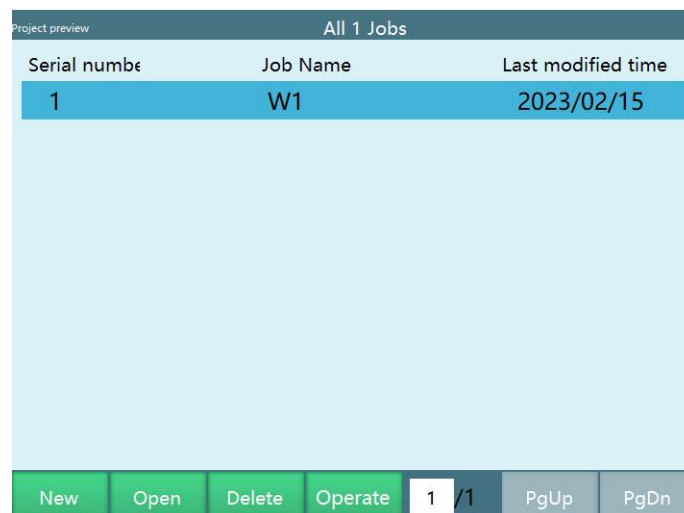 Project preview All 1 Jobs
Serial numbe Job Name Last modified time
1 W1 2023/02/15
New Open Delete Operate 1 /1 PgUp PgDn